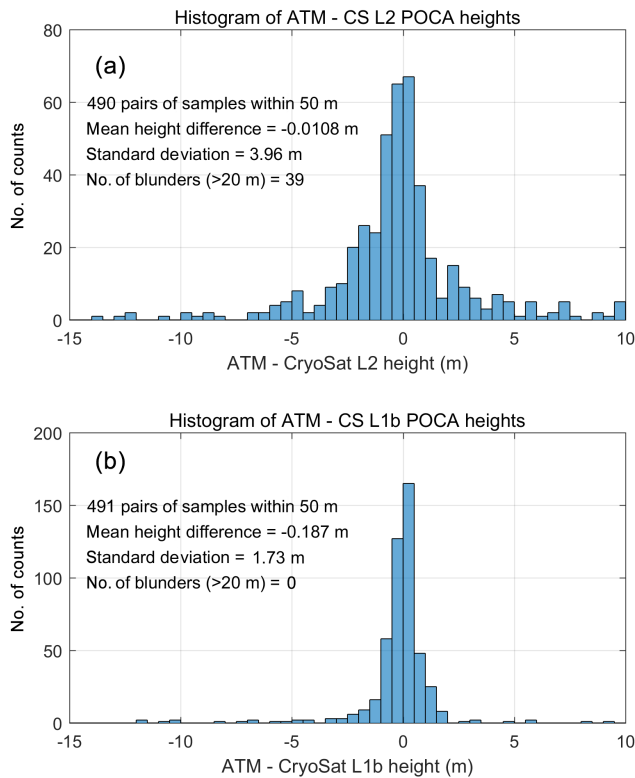 Histogram of ATM - CS L2 POCA heights
80
(a)
490 pairs of samples within 50 m
60
Mean height difference = -0.0108 m
Standard deviation = 3.96 m
No. of blunders (>20 m) = 39
No. of counts
40
20
0
-15 -10 -5 0 5 10
ATM - CryoSat L2 height (m)
Histogram of ATM - CS L1b POCA heights
200
(b)
491 pairs of samples within 50 m
150
Mean height difference = -0.187 m
Standard deviation = 1.73 m
No. of blunders (>20 m) = 0
No. of counts
100
50
0
-15 -10 -5 0 5 10
ATM - CryoSat L1b height (m)